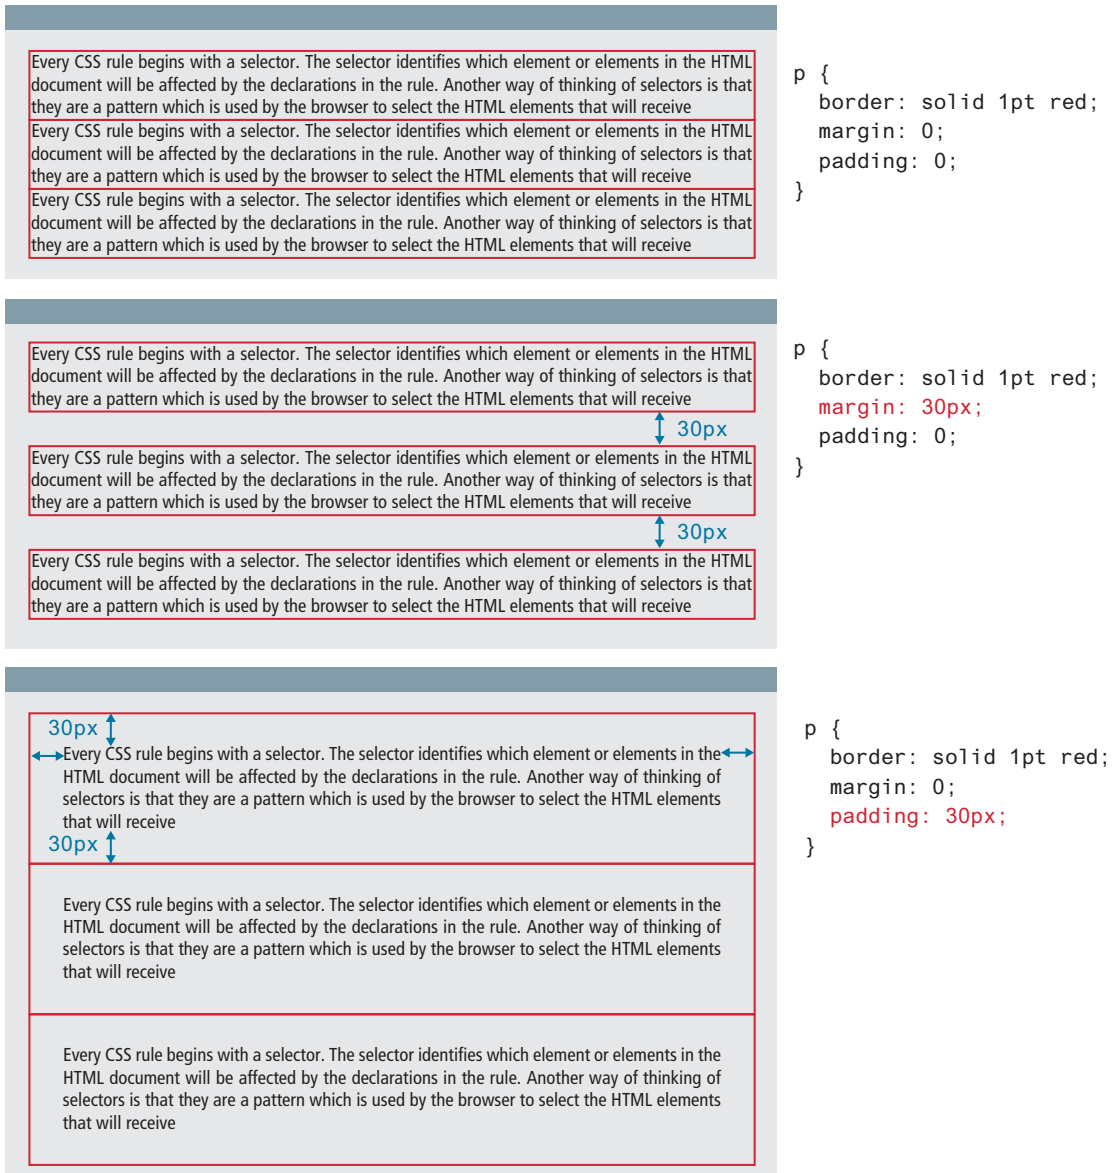 Every CSS rule begins with a selector. The selector identifies which element or elements in the HTML
document will be affected by the declarations in the rule. Another way of thinking of selectors is that
they are a pattern which is used by the browser to select the HTML elements that will receive
Every CSS rule begins with a selector. The selector identifies which element or elements in the HTML
document will be affected by the declarations in the rule. Another way of thinking of selectors is that
they are a pattern which is used by the browser to select the HTML elements that will receive
Every CSS rule begins with a selector. The selector identifies which element or elements in the HTML
document will be affected by the declarations in the rule. Another way of thinking of selectors is that
they are a pattern which is used by the browser to select the HTML elements that will receive
p {
border: solid 1pt red;
margin: 0;
padding: 0;
}
Every CSS rule begins with a selector. The selector identifies which element or elements in the HTML
document will be affected by the declarations in the rule. Another way of thinking of selectors is that
they are a pattern which is used by the browser to select the HTML elements that will receive
30px
Every CSS rule begins with a selector. The selector identifies which element or elements in the HTML
document will be affected by the declarations in the rule. Another way of thinking of selectors is that
they are a pattern which is used by the browser to select the HTML elements that will receive
30px
Every CSS rule begins with a selector. The selector identifies which element or elements in the HTML
document will be affected by the declarations in the rule. Another way of thinking of selectors is that
they are a pattern which is used by the browser to select the HTML elements that will receive
p {
border: solid 1pt red;
margin: 30px;
padding: 0;
}
30px
Every CSS rule begins with a selector. The selector identifies which element or elements in the
HTML document will be affected by the declarations in the rule. Another way of thinking of
selectors is that they are a pattern which is used by the browser to select the HTML elements
that will receive
30px
Every CSS rule begins with a selector. The selector identifies which element or elements in the
HTML document will be affected by the declarations in the rule. Another way of thinking of
selectors is that they are a pattern which is used by the browser to select the HTML elements
that will receive
Every CSS rule begins with a selector. The selector identifies which element or elements in the
HTML document will be affected by the declarations in the rule. Another way of thinking of
selectors is that they are a pattern which is used by the browser to select the HTML elements
that will receive
p {
border: solid 1pt red;
margin: 0;
padding: 30px;
}